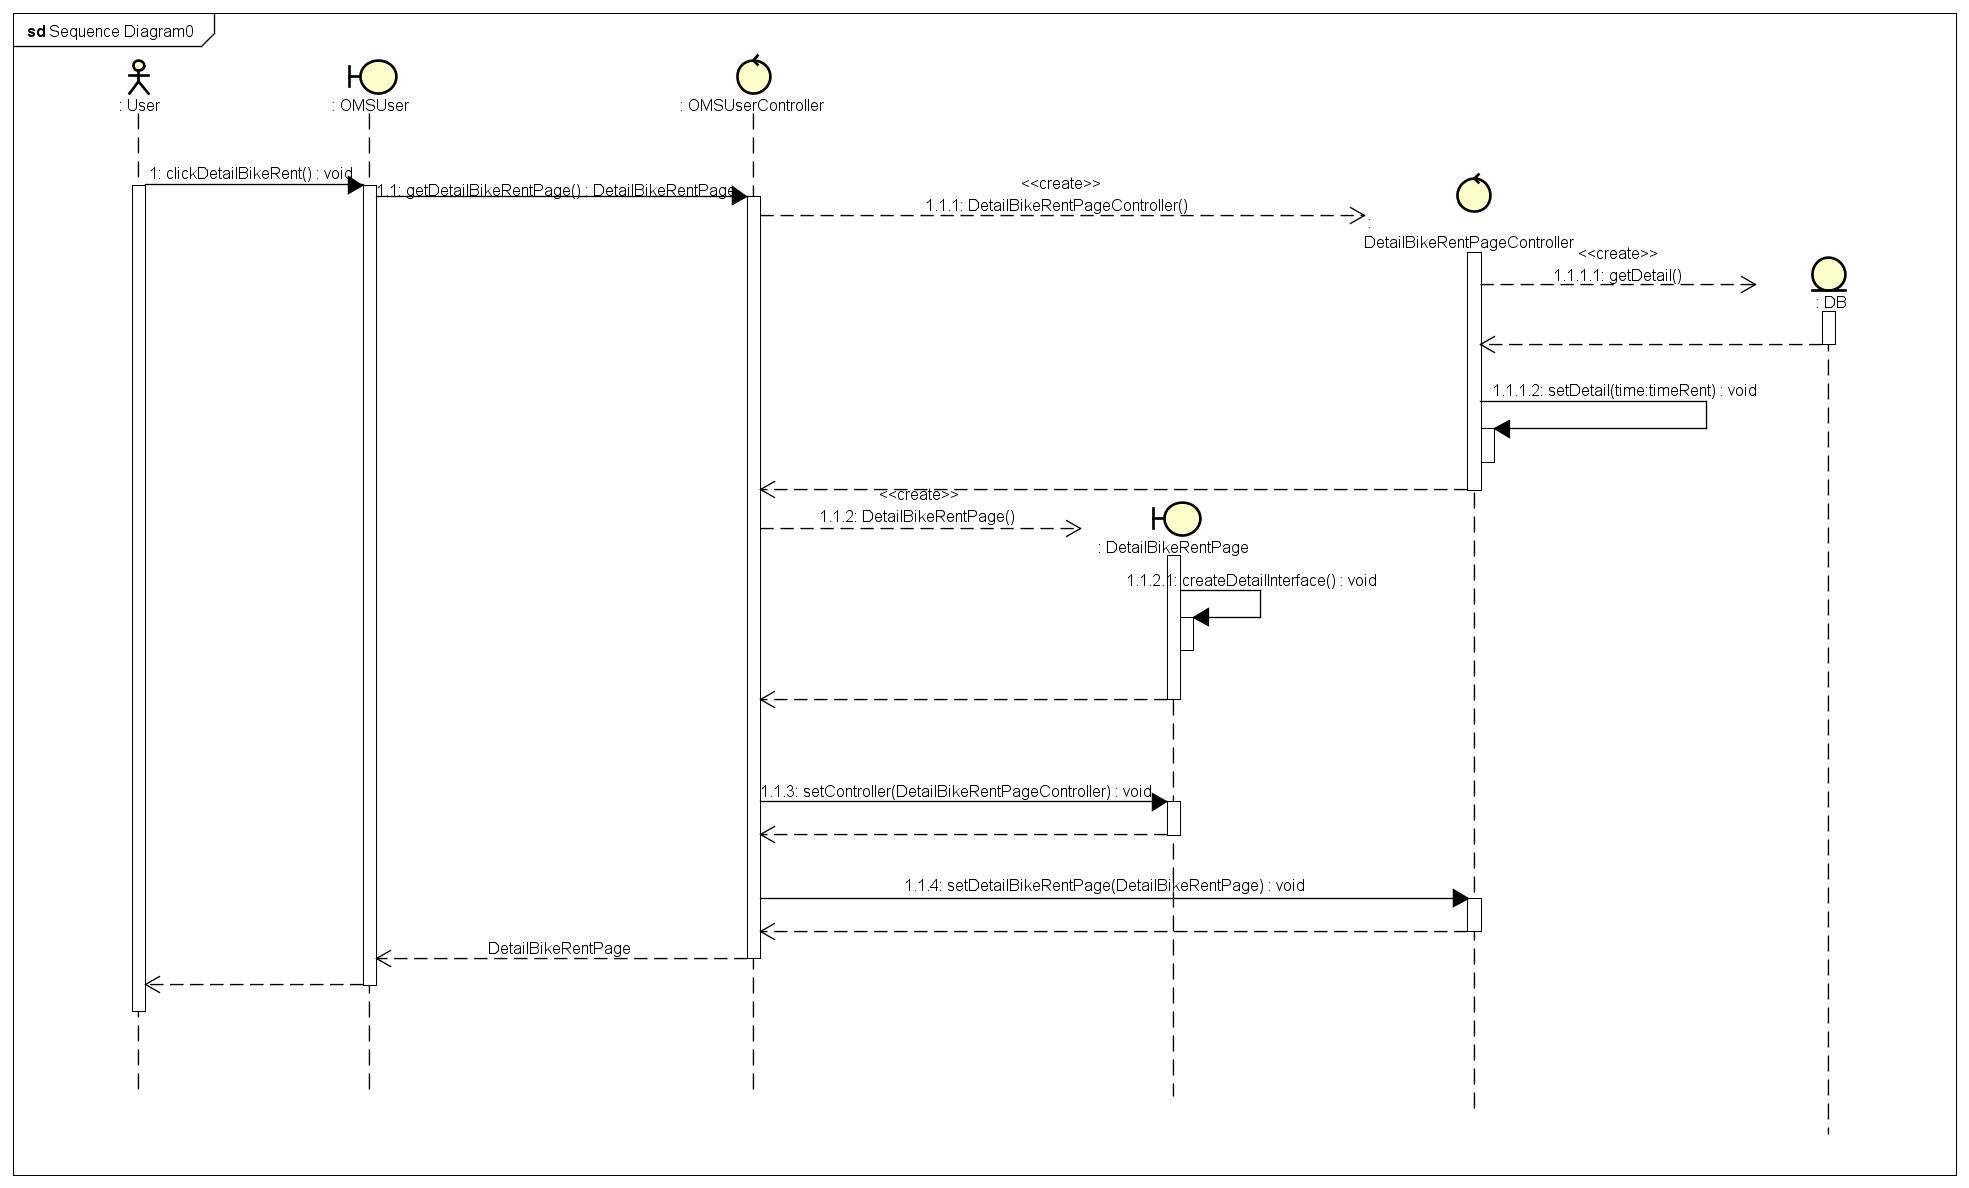 sd Sequence Diagram0
: User
: OMSUser
: OMSUserController
1: clickDetailBikeRent() : void
1.1: getDetailBikeRentPage() : DetailBikeRentPage
<<create>>
1.1.1: DetailBikeRentPageController()
:
DetailBikeRentPageController
<<create>>
1.1.1.1: getDetail()
: DB
1.1.1.2: setDetail(time:timeRent) : void
<<create>>
1.1.2: DetailBikeRentPage()
: DetailBikeRentPage
1.1.2.1: createDetailInterface() : void
1.1.3: setController(DetailBikeRentPageController) : void
1.1.4: setDetailBikeRentPage(DetailBikeRentPage) : void
DetailBikeRentPage